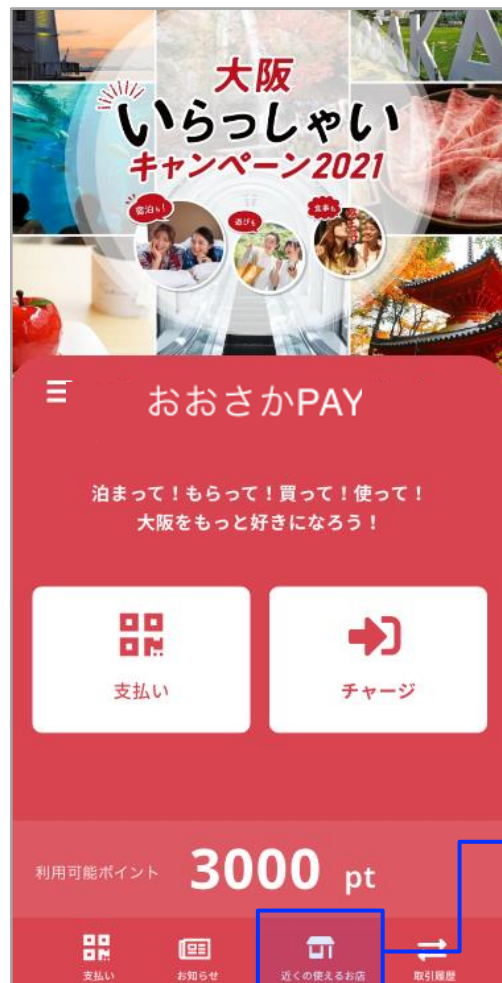 OSAKA
大阪
いらっしゃい
キャンペーン2021
宿泊も!
遊びも
食事も
おおさかPAY
泊まって!もらって!買って!使って!
大阪をもっと好きになろう!
支払い
チャージ
利用可能ポイント 3000 pt
支払い
お知らせ
近くの使えるお店
取引履歴